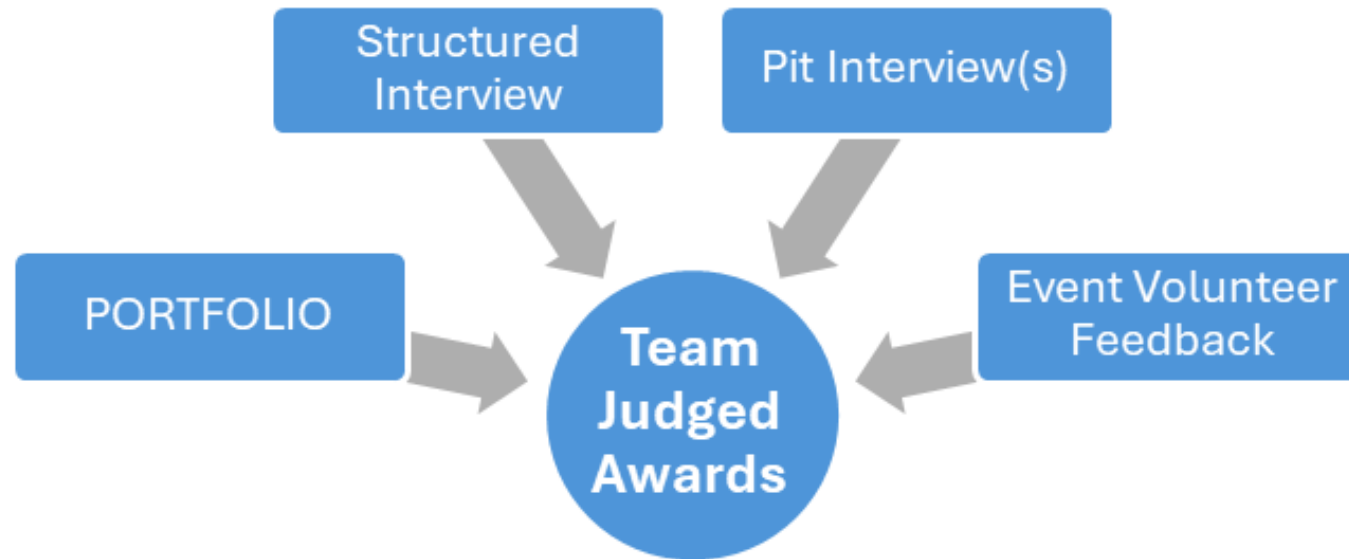 Structured
Interview
Pit Interview(s)
PORTFOLIO
Event Volunteer
Feedback
Team
Judged
Awards